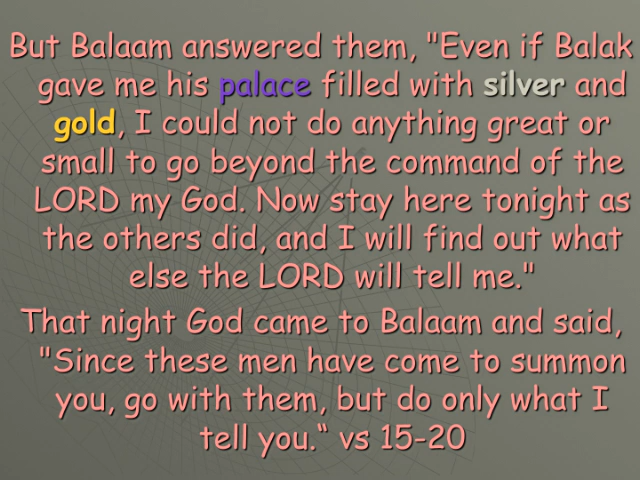 But Balaam answered them, "Even if Balak
gave me his palace filled with silver and
gold, I could not do anything great or
small to go beyond the command of the
LORD my God. Now stay here tonight as
the others did, and I will find out what
else the LORD will tell me."
That night God came to Balaam and said,
"Since these men have come to summon
you, go with them, but do only what I
tell you.“ vs 15-20